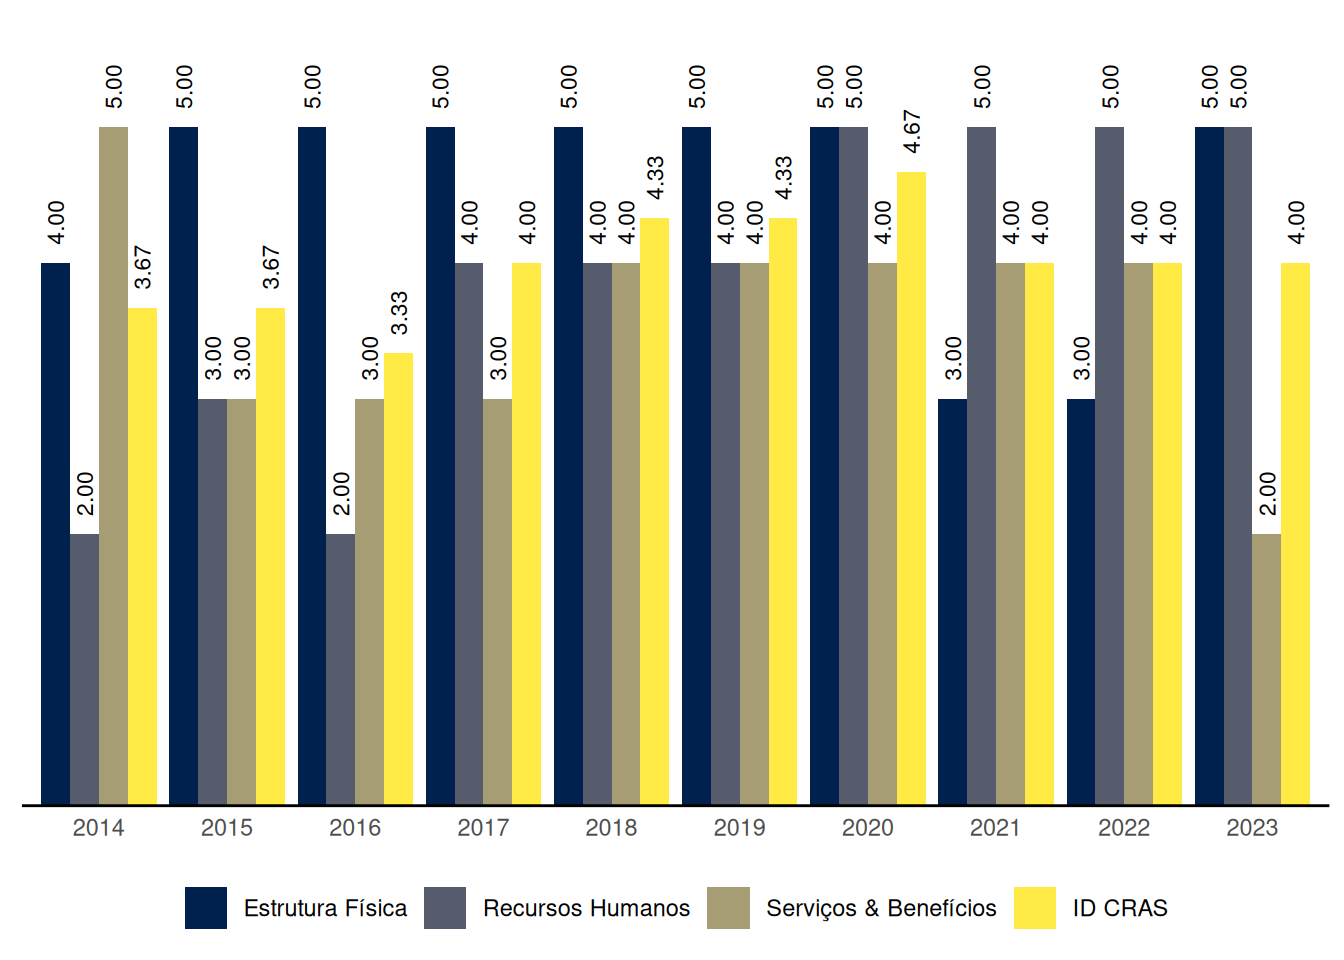 4.00 2.00 5.00 3.67
5.00 3.00 3.00 3.67
5.00 2.00 3.00 3.33
5.00 4.00 3.00 4.00
5.00 4.00 4.00 4.33
5.00 4.00 4.00 4.33
5.00 5.00 4.00 4.67
3.00 5.00 4.00 4.00
3.00 5.00 4.00 4.00
5.00 5.00 2.00 4.00
2014 2015 2016 2017 2018 2019 2020 2021 2022 2023
Estrutura Física Recursos Humanos Serviços & Benefícios ID CRAS